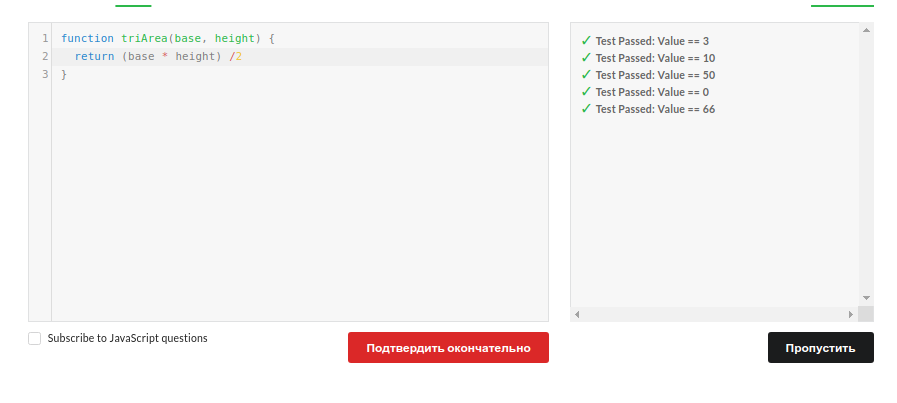 1 function triArea(base, height) {
2 return (base * height) /2
3 }
✓ Test Passed: Value == 3
✓ Test Passed: Value == 10
✓ Test Passed: Value == 50
✓ Test Passed: Value == 0
✓ Test Passed: Value == 66
Subscribe to JavaScript questions
Подтвердить окончательно
Пропустить